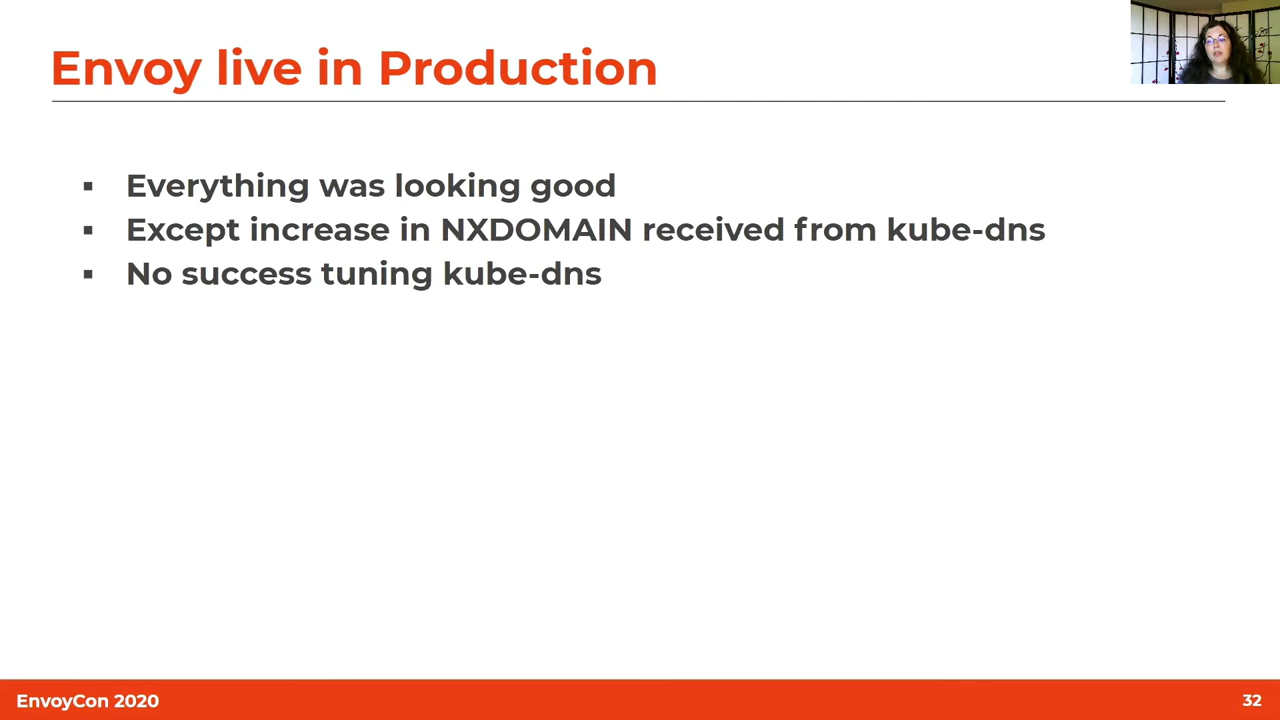 Envoy live in Production
▪ Everything was looking good
▪ Except increase in NXDOMAIN received from kube-dns
▪ No success tuning kube-dns
EnvoyCon 2020
32